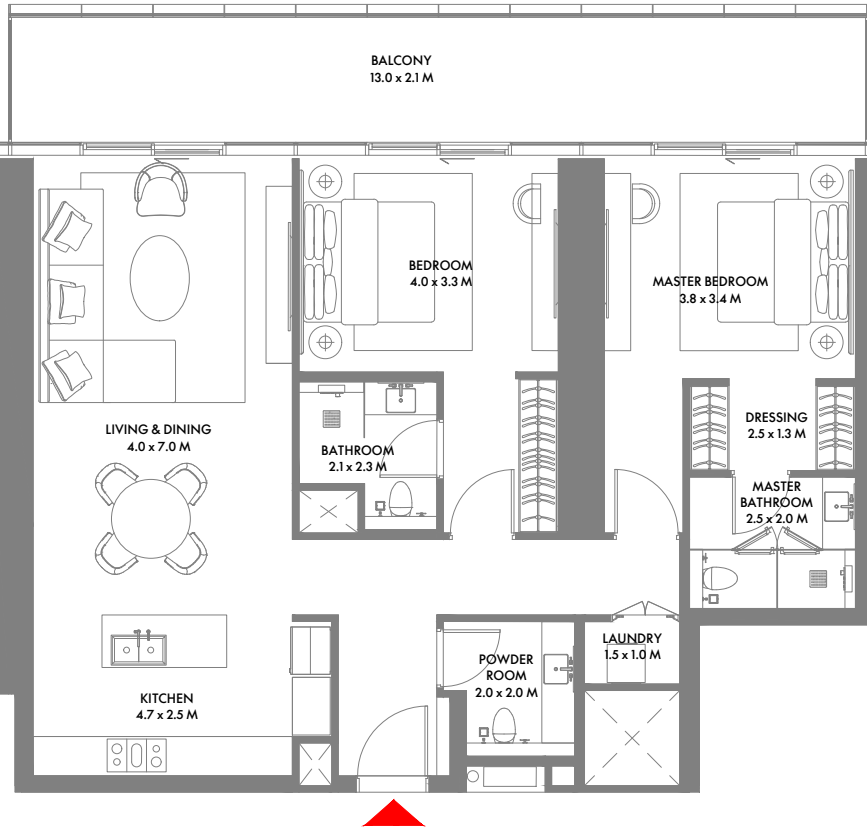 BALCONY
13.0 x 2.1 M
BEDROOM
4.0 x 3.3 M
MASTER BEDROOM
3.8 x 3.4 M
LIVING & DINING
4.0 x 7.0 M
BATHROOM
2.1 x 2.3 M
DRESSING
2.5 x 1.3 M
MASTER
BATHROOM
2.5 x 2.0 M
KITCHEN
4.7 x 2.5 M
POWDER
ROOM
2.0 x 2.0 M
LAUNDRY
1.5 x 1.0 M